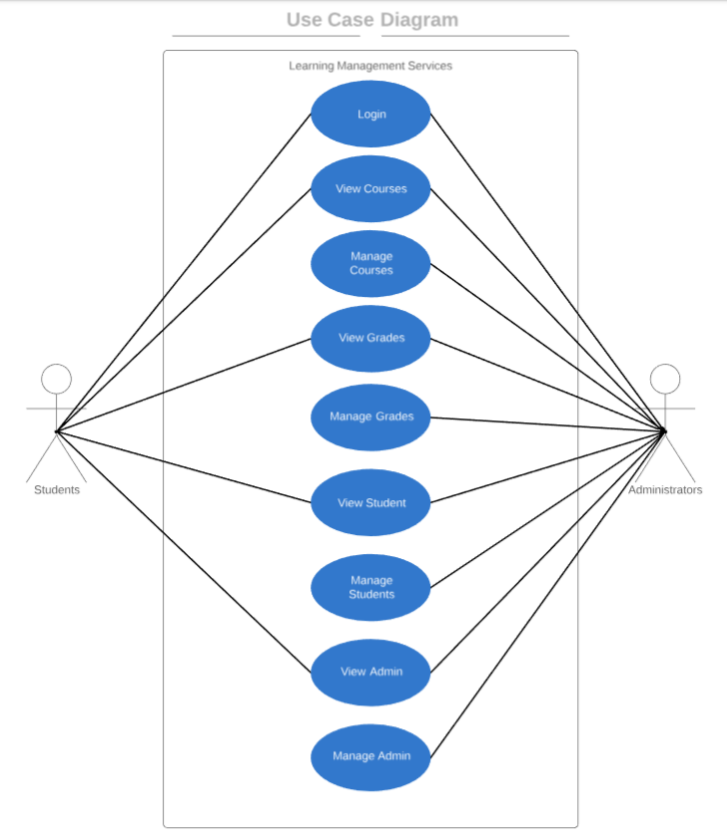 Use Case Diagram
Learning Management Services
Login
View Courses
Manage
Courses
View Grades
Manage Grades
Students
Administrators
View Student
Manage
Students
View Admin
Manage Admin